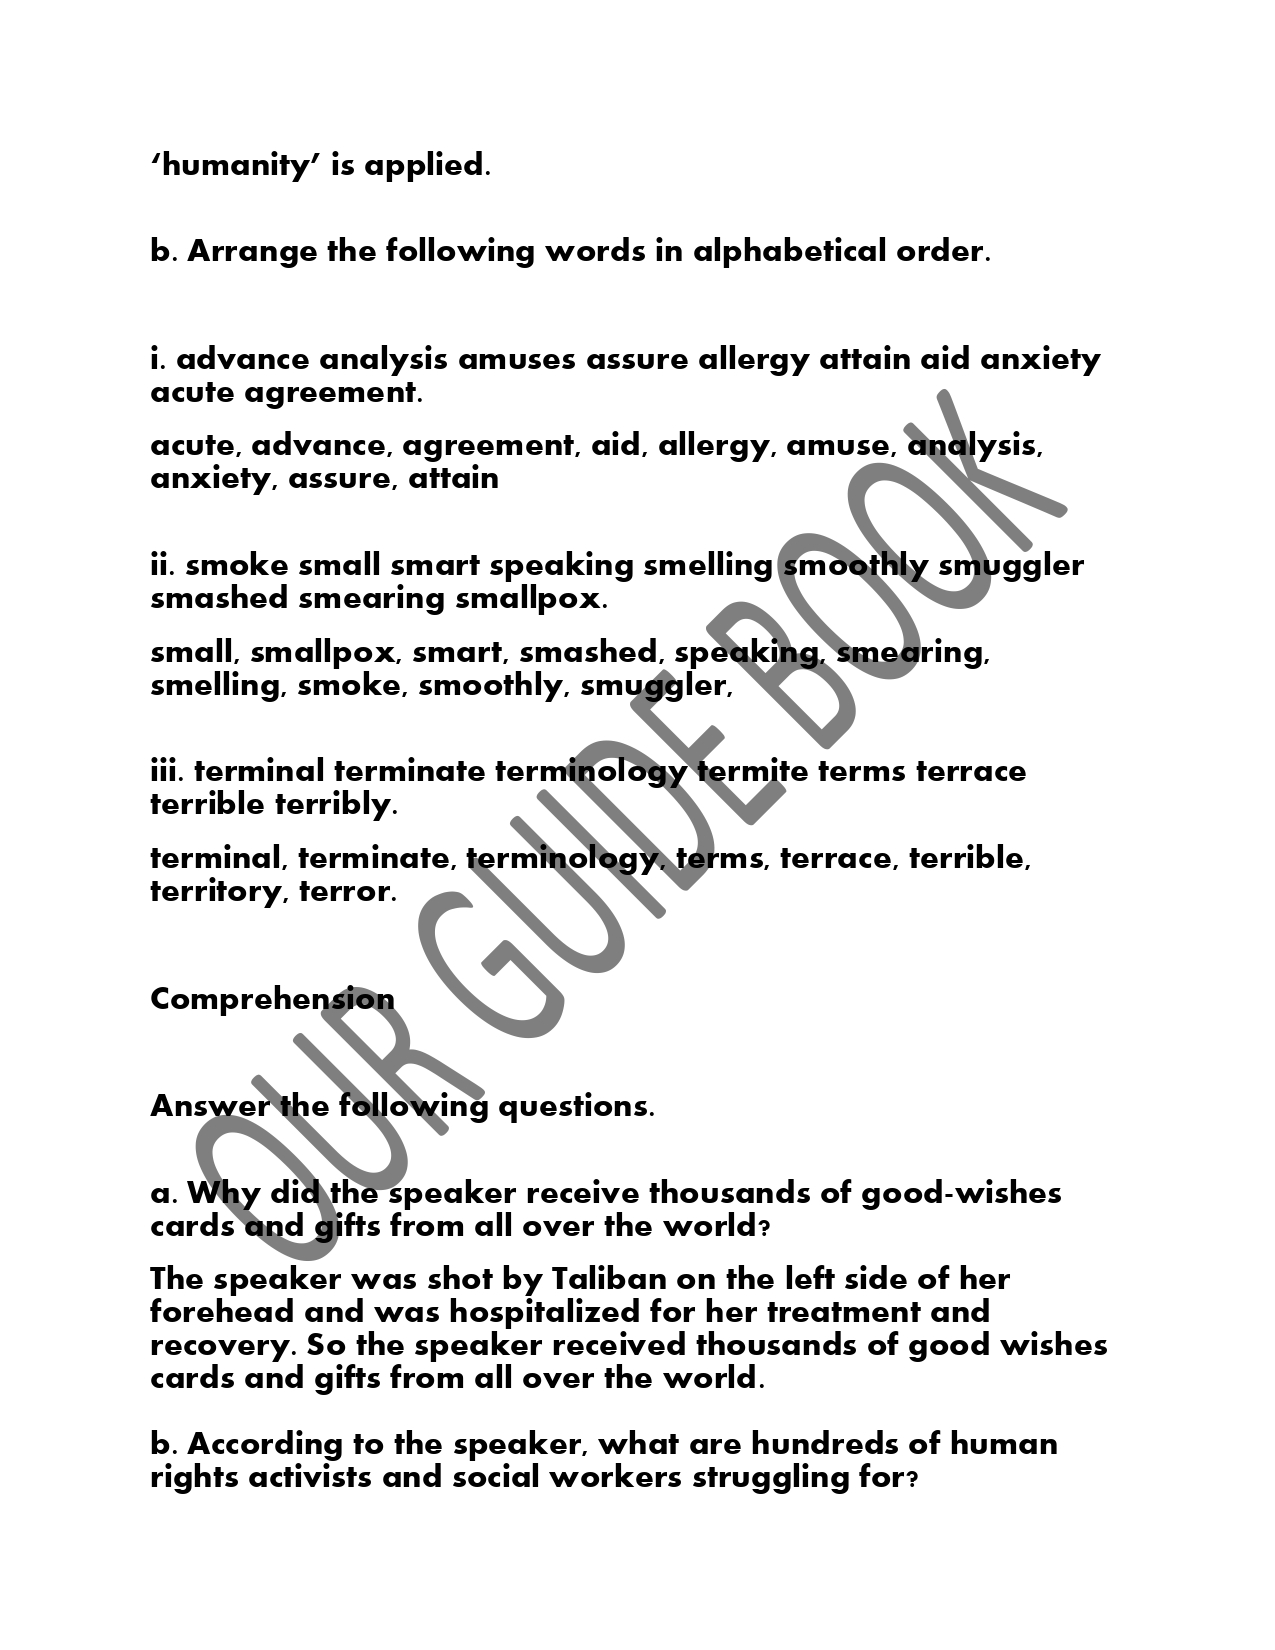 ‘humanity’ is applied.
b. Arrange the following words in alphabetical order.
i. advance analysis amuses assure allergy attain aid anxiety
acute agreement.
acute, advance, agreement, aid, allergy, amuse, analysis,
anxiety, assure, attain
ii. smoke small smart speaking smelling smoothly smuggler
smashed smearing smallpox.
small, smallpox, smart, smashed, speaking, smearing,
smelling, smoke, smoothly, smuggler,
iii. terminal terminate terminology termite terms terrace
terrible terribly.
terminal, terminate, terminology, terms, terrace, terrible,
territory, terror.
Comprehension
Answer the following questions.
a. Why did the speaker receive thousands of good-wishes
cards and gifts from all over the world?
The speaker was shot by Taliban on the left side of her
forehead and was hospitalized for her treatment and
recovery. So the speaker received thousands of good wishes
cards and gifts from all over the world.
b. According to the speaker, what are hundreds of human
rights activists and social workers struggling for?
OUR GUIDE BOOK